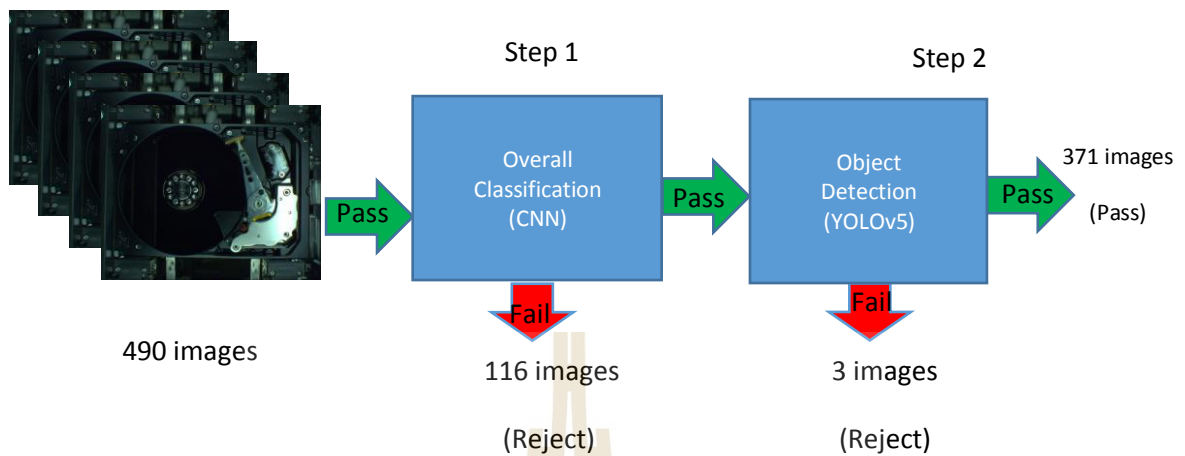 Step 1
Step 2
Pass
Overall
Classification
(CNN)
Pass
Object
Detection
(YOLOv5)
Pass
371 images
(Pass)
Fail
Fail
490 images
116 images
(Reject)
3 images
(Reject)